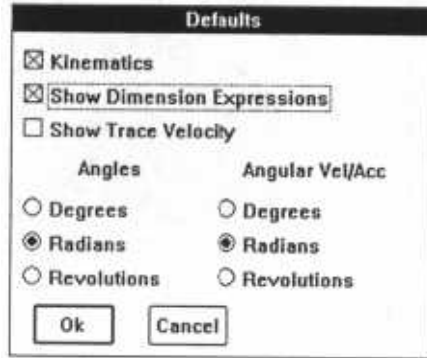 Defaults
Kinematics
Show Dimension Expressions
Show Trace Velocity
Angles Angular Vel/Acc
Degrees Degrees
Radians Radians
Revolutions Revolutions
Ok Cancel